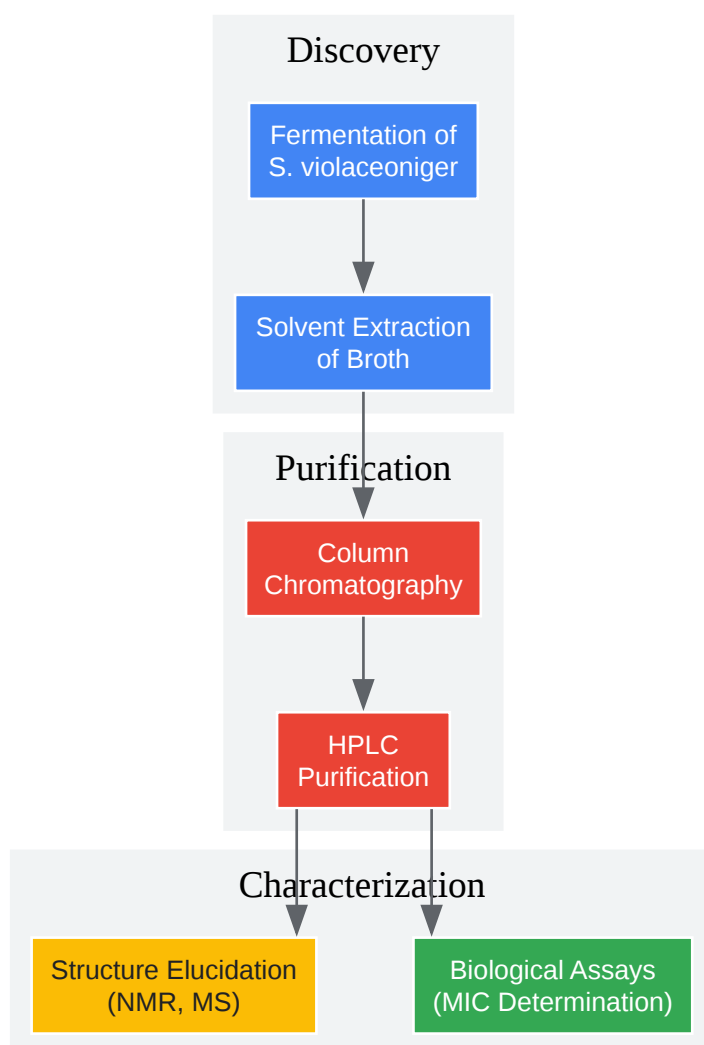 Discovery
Fermentation of
S. violaceoniger
Solvent Extraction
of Broth
Purification
Column
Chromatography
HPLC
Purification
Characterization
Structure Elucidation
(NMR, MS)
Biological Assays
(MIC Determination)